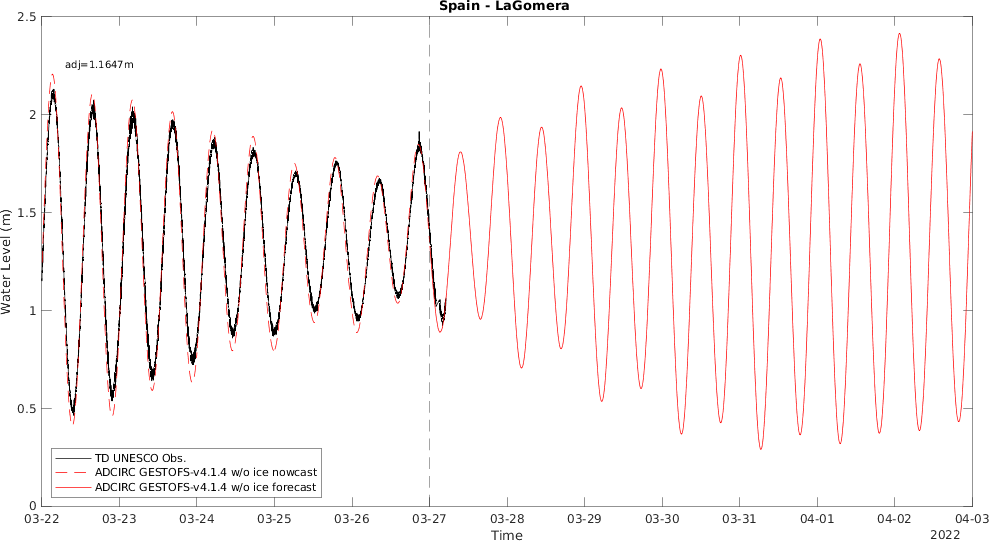 Spain - LaGomera
2.5
adj=1.1647m
2
1.5
Water Level (m)
1
0.5
TD UNESCO Obs.
ADCIRC GESTOFS-v4.1.4 w/o ice nowcast
ADCIRC GESTOFS-v4.1.4 w/o ice forecast
0
03-22 03-23 03-24 03-25 03-26 03-27 03-28 03-29 03-30 03-31 04-01 04-02 04-03
Time
2022